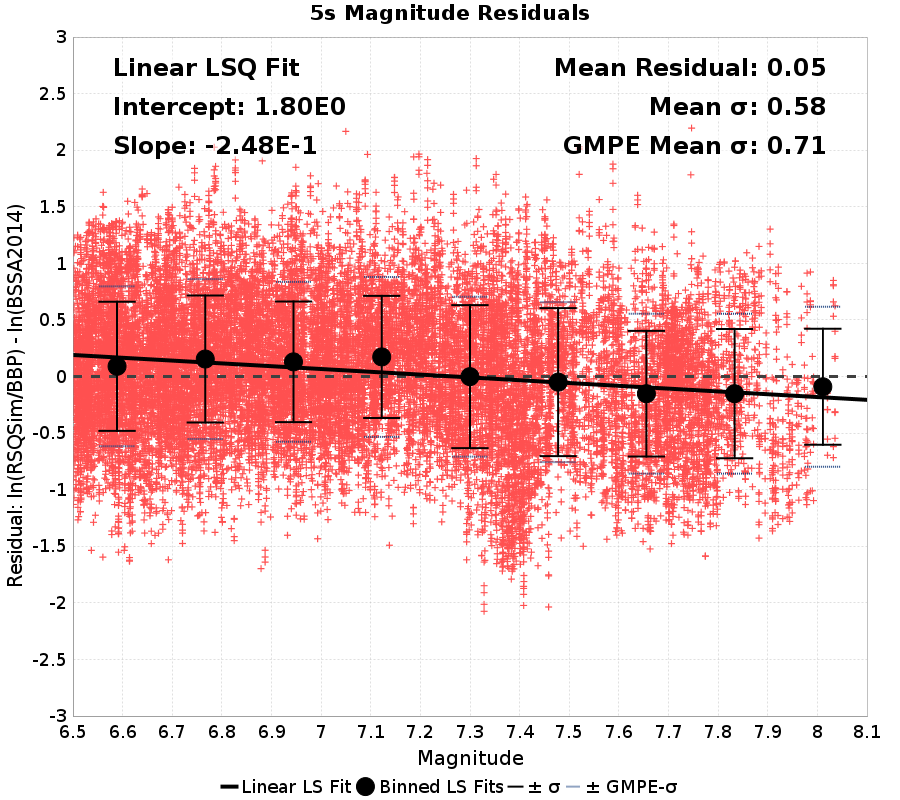 5s Magnitude Residuals
Linear LSQ Fit
Intercept: 1.80E0
Slope: -2.48E-1
Mean Residual: 0.05
Mean σ: 0.58
GMPE Mean σ: 0.71
Residual: ln(RSQSim/BBP) - ln(BSSA2014)
3
2.5
2
1.5
1
0.5
0
-0.5
-1
-1.5
-2
-2.5
-3
6.5 6.6 6.7 6.8 6.9 7 7.1 7.2 7.3 7.4 7.5 7.6 7.7 7.8 7.9 8 8.1
Magnitude
Linear LS Fit Binned LS Fits ± σ ± GMPE-σ